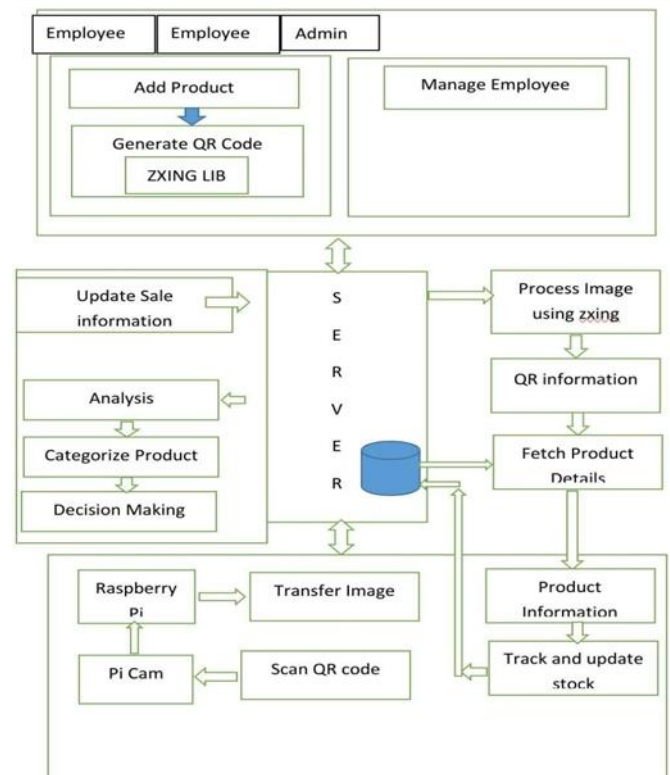 Employee Employee Admin
Add Product
Generate QR Code
ZXING LIB
Manage Employee
Update Sale
information
Analysis
Categorize Product
Decision Making
S
E
R
V
E
R
Process Image
using zxing
QR information
Fetch Product
Details
Raspberry
Pi
Transfer Image
Pi Cam
Scan QR code
Product
Information
Track and update
stock